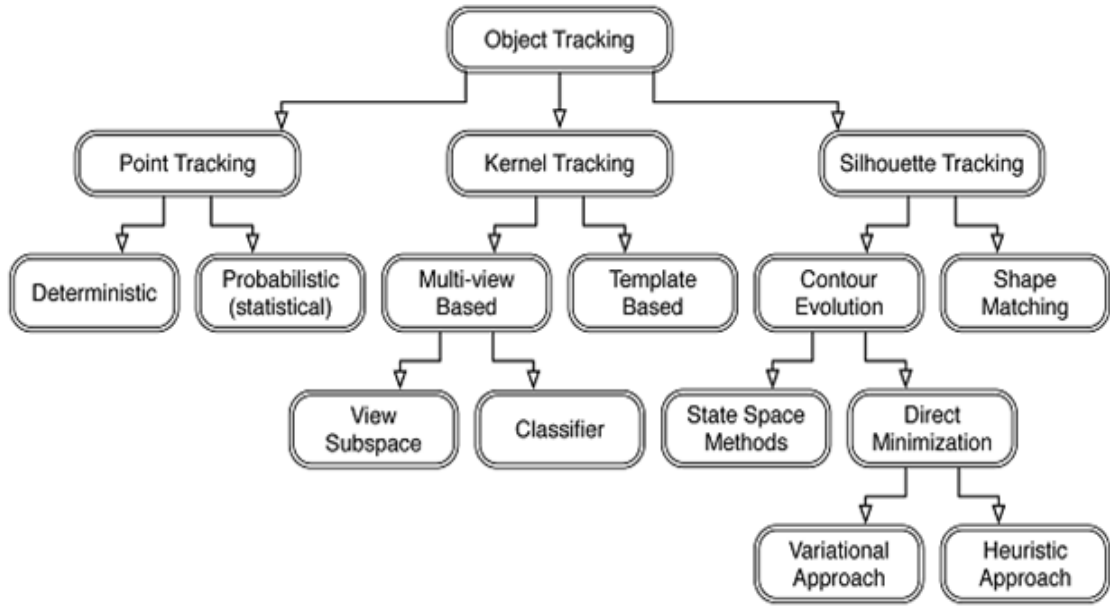 Object Tracking
Point Tracking
Kernel Tracking
Silhouette Tracking
Deterministic
Probabilistic
(statistical)
Multi-view
Based
Template
Based
Contour
Evolution
Shape
Matching
View
Subspace
Classifier
State Space
Methods
Direct
Minimization
Variational
Approach
Heuristic
Approach